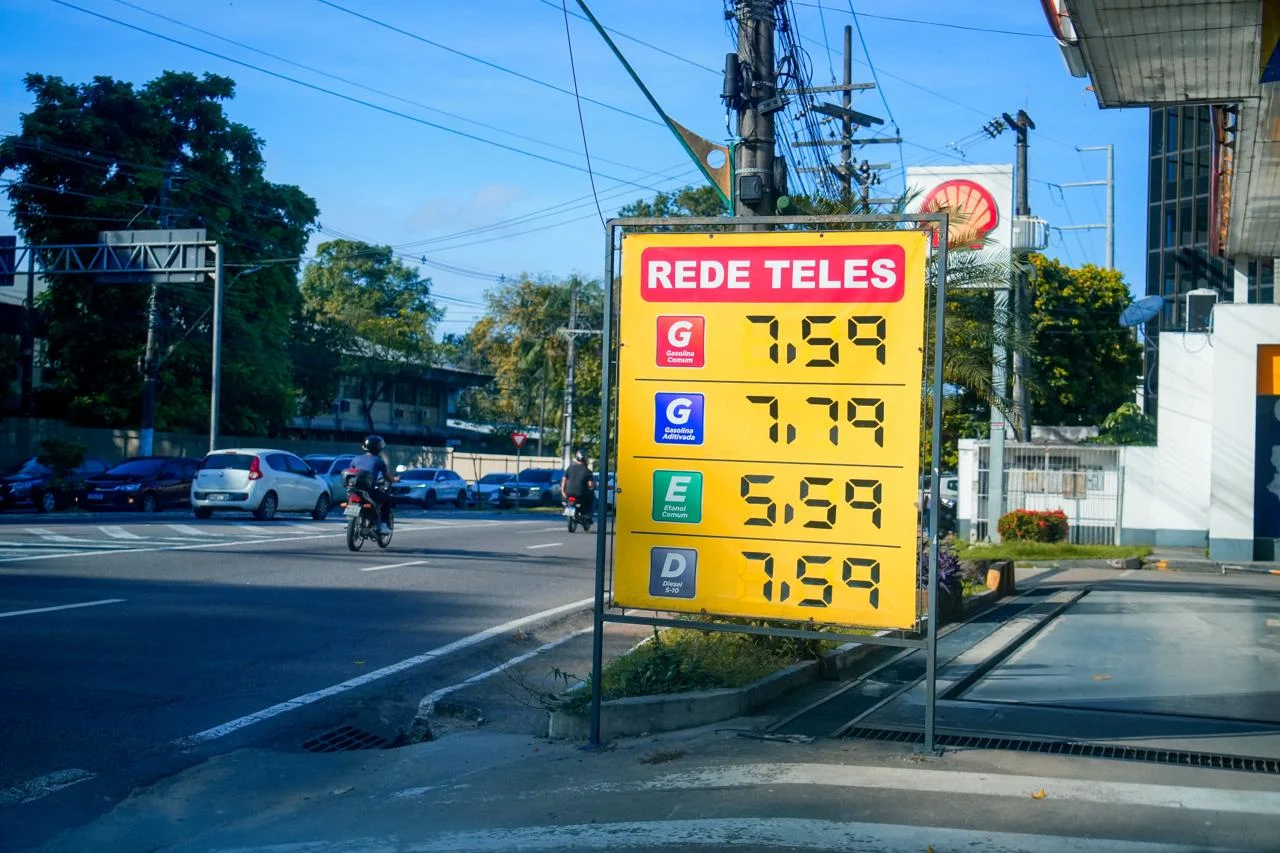 REDE TELES
G
Gasolina
Comum
7,59
G
Gasolina
Aditivada
7,79
E
Etanol
Comum
5,59
D
Diesel
S-10
7,59